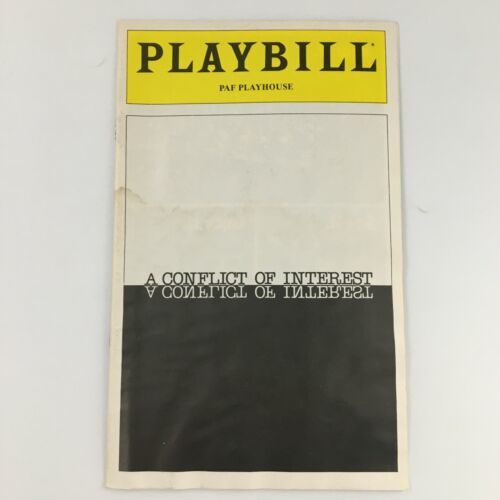 PLAYBILL®
PAF PLAYHOUSE
A CONFLICT OF INTEREST
A CONFLICT OF INTEREST